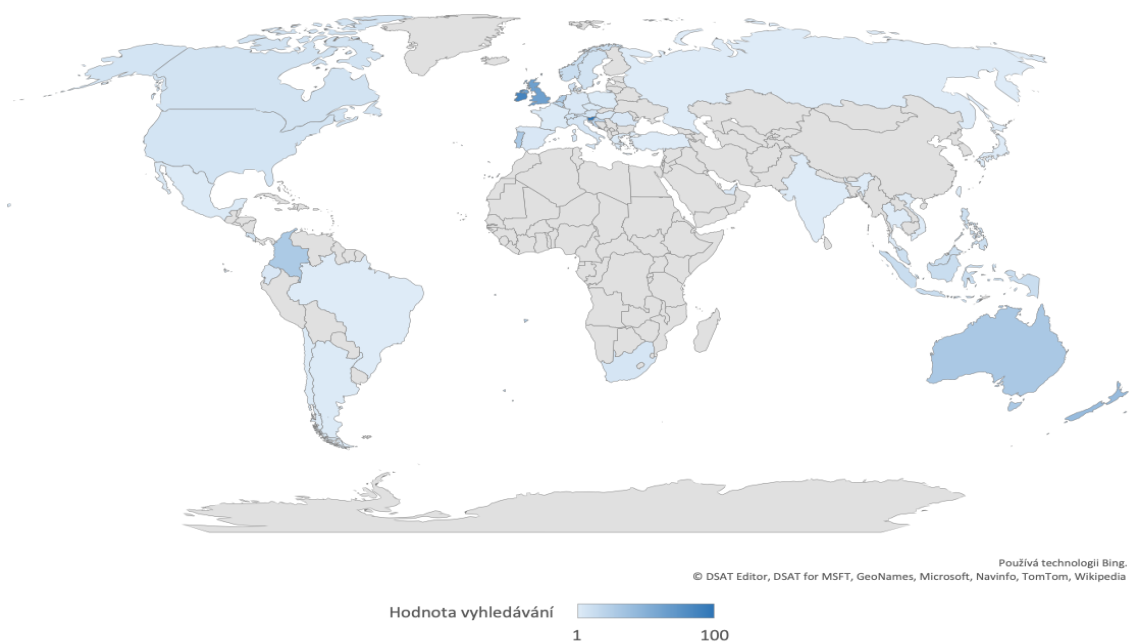 Používá technologii Bing.
© DSAT Editor, DSAT for MSFT, GeoNames, Microsoft, Navinfo, TomTom, Wikipedia
Hodnota vyhledávání
1 100